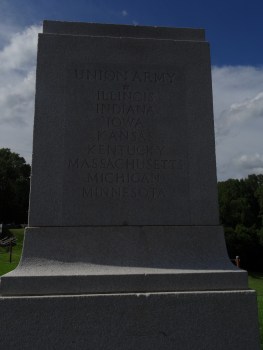 UNION ARMY
ILLINOIS
INDIANA
IOWA
KANSAS
KENTUCKY
MASSACHUSETTS
MICHIGAN
MINNESOTA